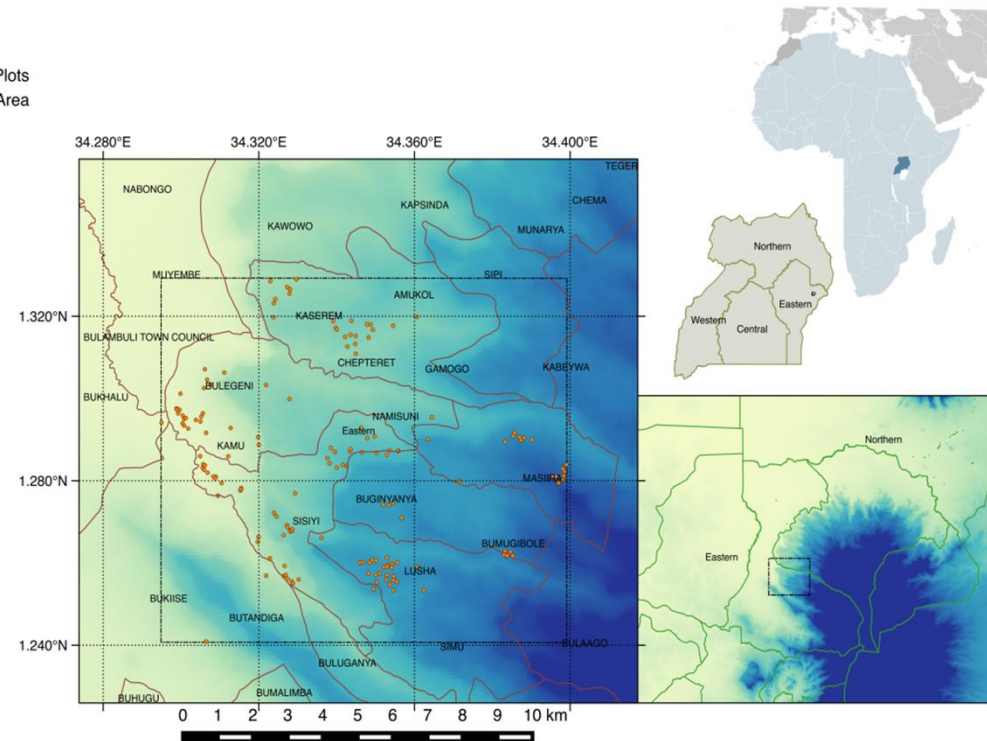 Plots
Area
34.280°E 34.320°E 34.360°E 34.400°E
TEGER
NABONGO
CHEMA
KAPSINDA
KAWOWO
MUNARYA
MUYEMBE
SIPI
AMUKOL
1.320°N
KASEREM
BULAMBULI TOWN COUNCIL
CHEPTERET
GAMOGO
KABEYWA
BULEGENI
BUKHALU
NAMISUNI
Eastern
KAMU
1.280°N
MASIIRA
BUGINYANYA
SISIYI
BUMUGIBOLE
LUSHA
BUKIISE
BUTANDIGA
1.240°N
SIMU
BULAAGO
BULUGANYA
BUHUGU
BUMALIMBA
0 1 2 3 4 5 6 7 8 9 10 km
Northern
Eastern
Western
Central
Northern
Eastern